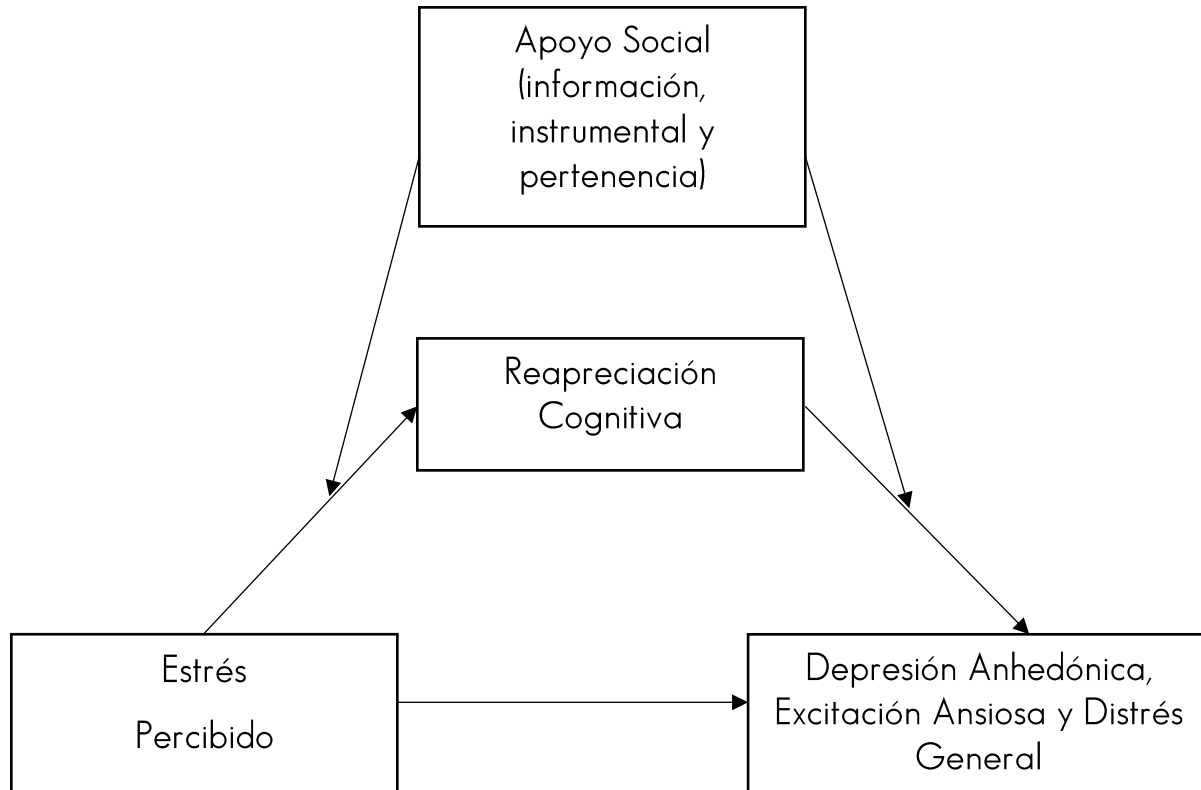 Apoyo Social
(información,
instrumental y
pertenencia)
Reapreciación
Cognitiva
Estrés
Percibido
Depresión Anhedónica,
Excitación Ansiosa y Distrés
General